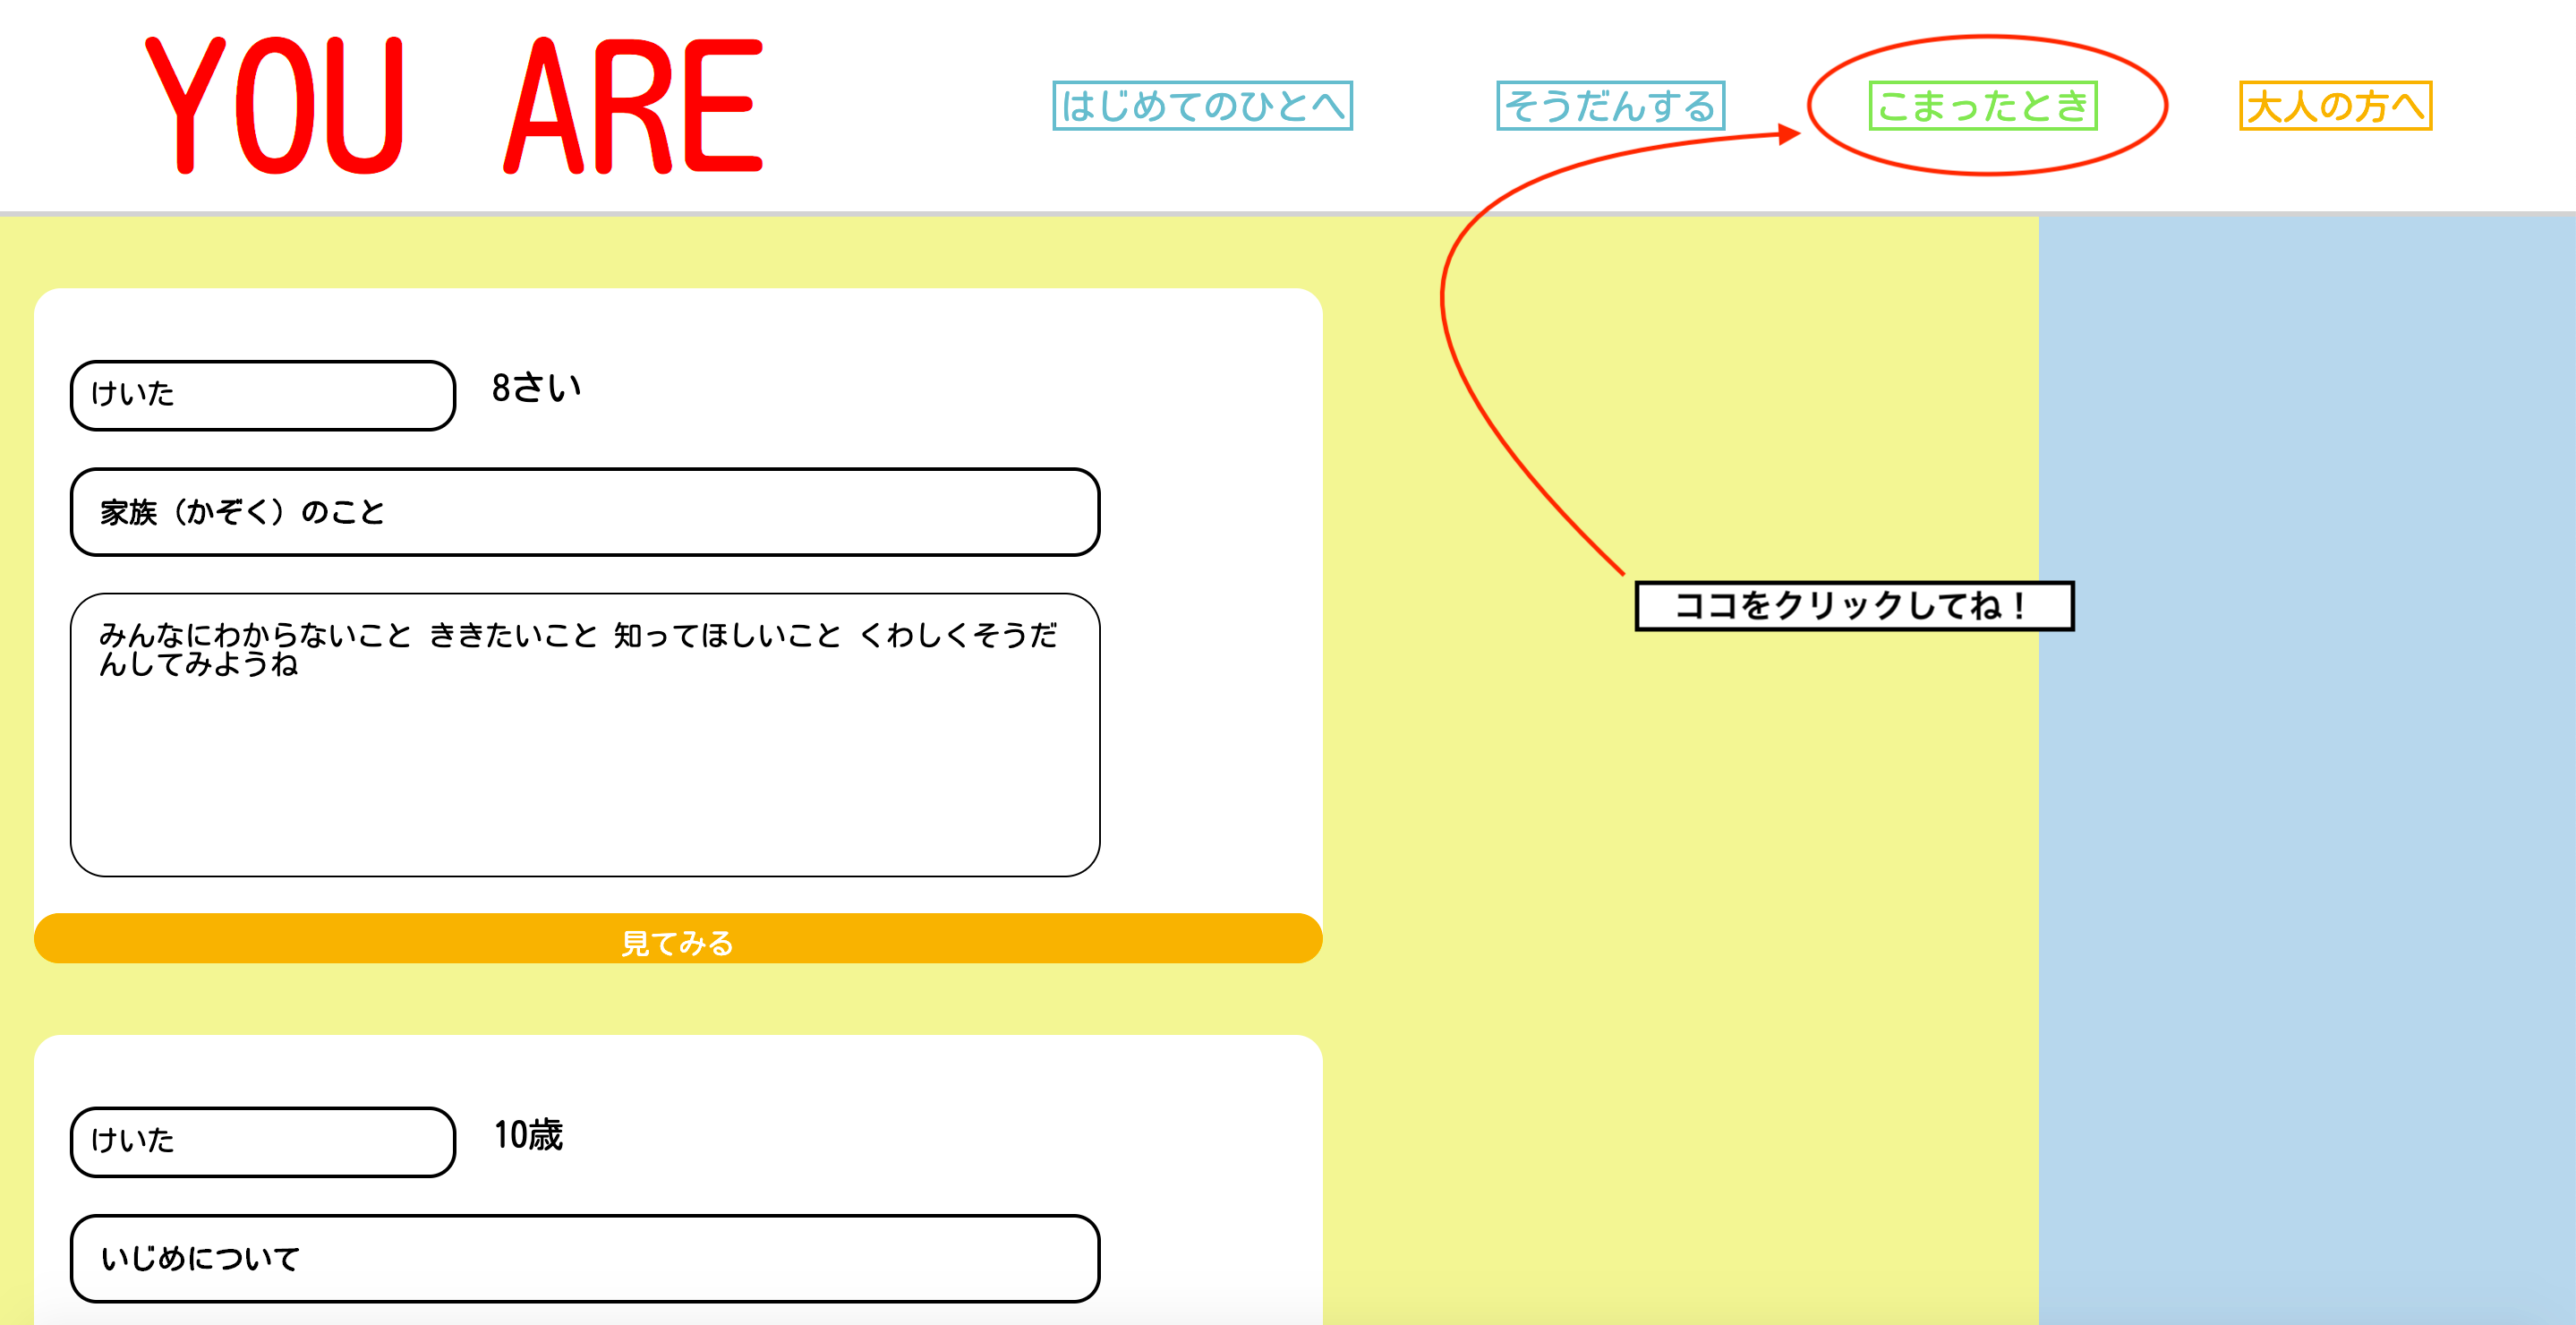 YOU ARE
はじめてのひとへ
そうだんする
こまったとき
大人の方へ
けいた
8さい
家族（かぞく）のこと
みんなにわからないこと ききたいこと 知ってほしいこと くわしくそうだ
んしてみようね
ココをクリックしてね！
見てみる
けいた
10歳
いじめについて